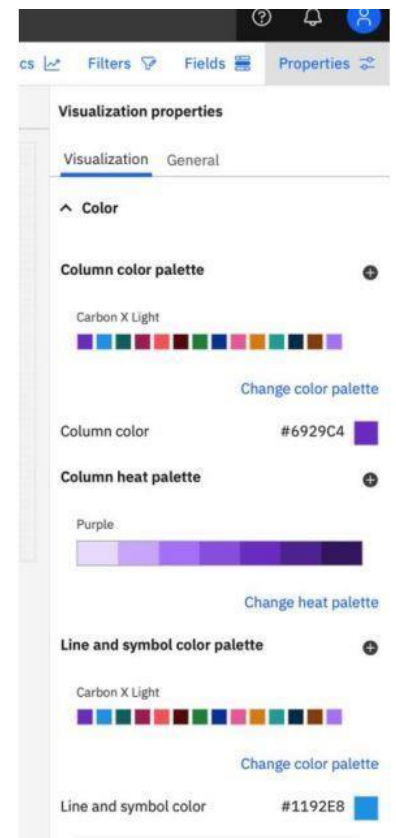 cs Filters Fields Properties
Visualization properties
Visualization General
Color
Column color palette
Carbon X Light
Change color palette
Column color #6929C4
Column heat palette
Purple
Change heat palette
Line and symbol color palette
Carbon X Light
Change color palette
Line and symbol color #1192E8